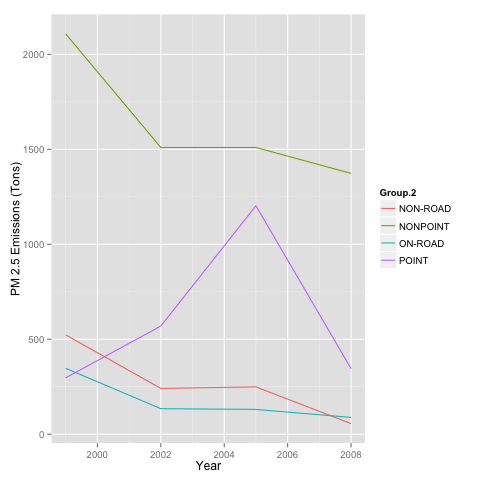 2000
1500
1000
500
0
PM 2.5 Emissions (Tons)
2000 2002 2004 2006 2008
Year
Group.2
NON-ROAD
NONPOINT
ON-ROAD
POINT